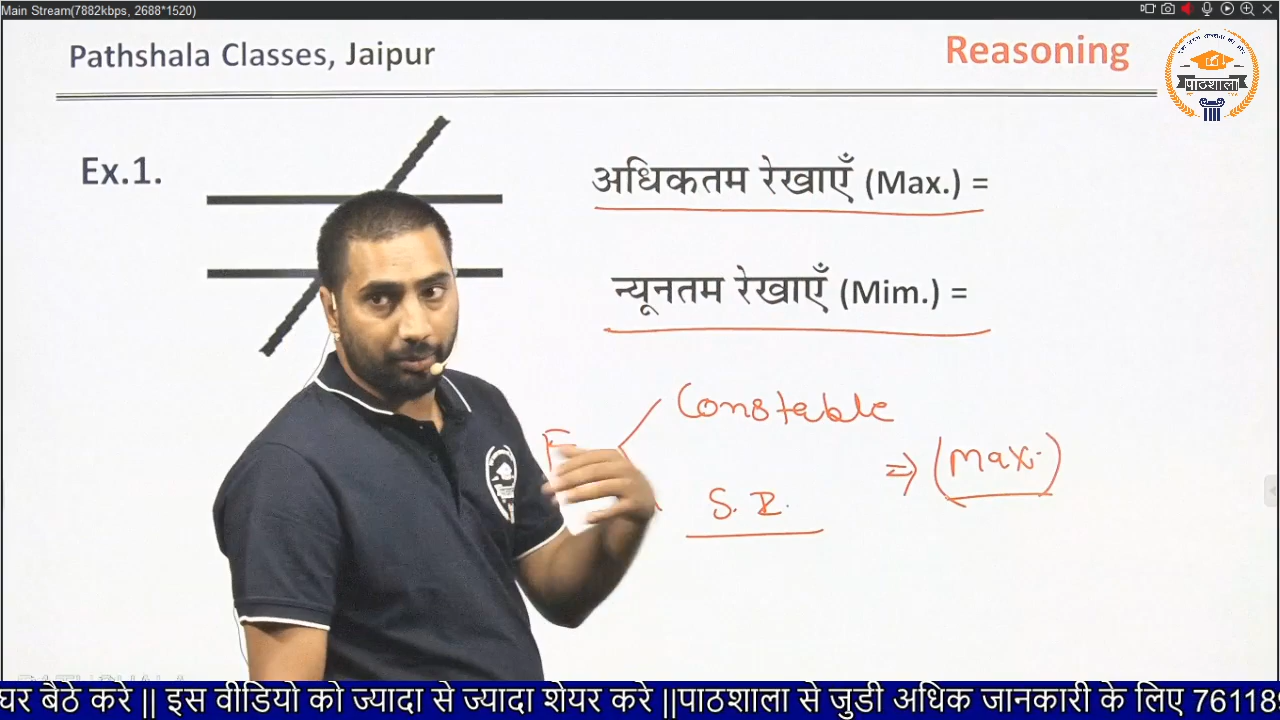 Main Stream(7882kbps, 2688*1520)
Pathshala Classes, Jaipur
Reasoning
पाठशाला
Ex.1.
अधिकतम रेखाएँ (Max.) =
न्यूनतम रेखाएँ (Mim.) =
Constable
⇒ (Max.)
S. I.
घर बैठे करे || इस वीडियो को ज्यादा से ज्यादा शेयर करे ||पाठशाला से जुडी अधिक जानकारी के लिए 76118